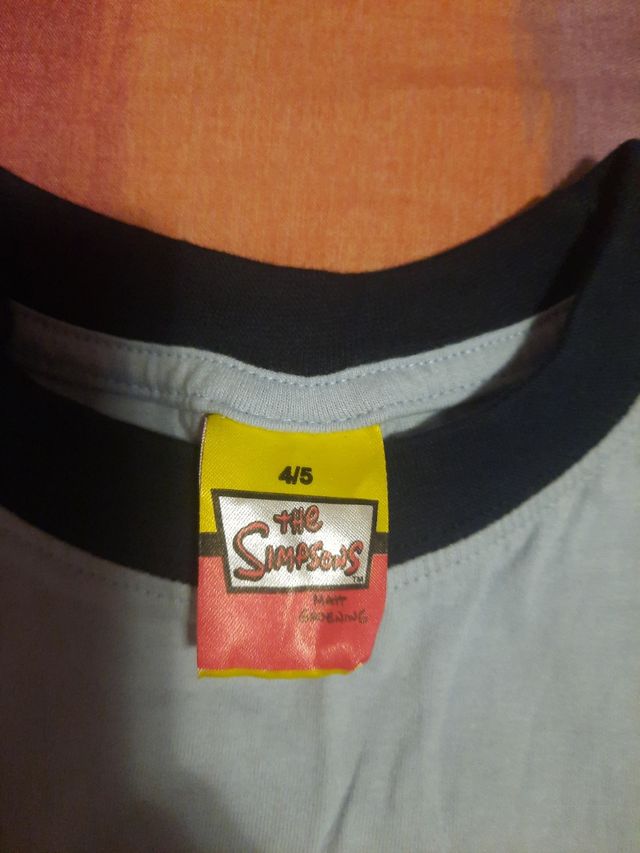 4/5
THE
SIMPSONS
TM
MATT
GROENING